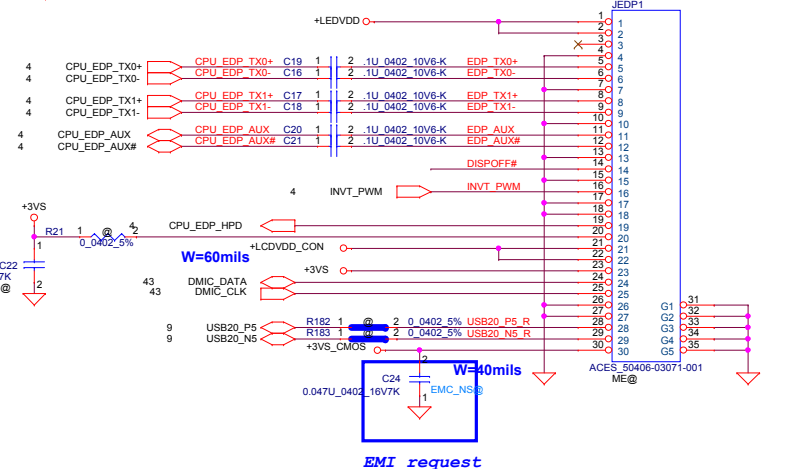 JEDP1
+LEDVDD
1 1
2 2
3 3
4 4
4 CPU_EDP_TX0+ CPU_EDP_TX0+ C19 1 2 .1U_0402_10V6-K EDP_TX0+ 5 5
4 CPU_EDP_TX0- CPU_EDP_TX0- C16 1 2 .1U_0402_10V6-K EDP_TX0- 6 6
7 7
4 CPU_EDP_TX1+ CPU_EDP_TX1+ C17 1 2 .1U_0402_10V6-K EDP_TX1+ 8 8
4 CPU_EDP_TX1- CPU_EDP_TX1- C18 1 2 .1U_0402_10V6-K EDP_TX1- 9 9
10 10
4 CPU_EDP_AUX CPU_EDP_AUX C20 1 2 .1U_0402_10V6-K EDP_AUX 11 11
4 CPU_EDP_AUX# CPU_EDP_AUX# C21 1 2 .1U_0402_10V6-K EDP_AUX# 12 12
13 13
DISPOFF# 14 14
15 15
4 INVT_PWM INVT_PWM 16 16
17 17
18 18
+3VS
4 CPU_EDP_HPD 19 19
R21 1 @ 2 20 20
0_0402_5%
1
+LCDVDD_CON 21 21
W=60mils 22 22
C22
+3VS 23 23
7K
@ 2
43 DMIC_DATA 24 24
43 DMIC_CLK 25 25
26 26 G1 31
27 27 G2 32
9 USB20_P5 R182 1 @ 2 0_0402_5% USB20_P5_R 28 28 G3 33
9 USB20_N5 R183 1 @ 2 0_0402_5% USB20_N5_R 29 29 G4 34
+3VS_CMOS 30 30 G5 35
2 W=40mils
ACES_50406-03071-001
C24 ME@
0.047U_0402_16V7K EMC_NS@
1
EMI request